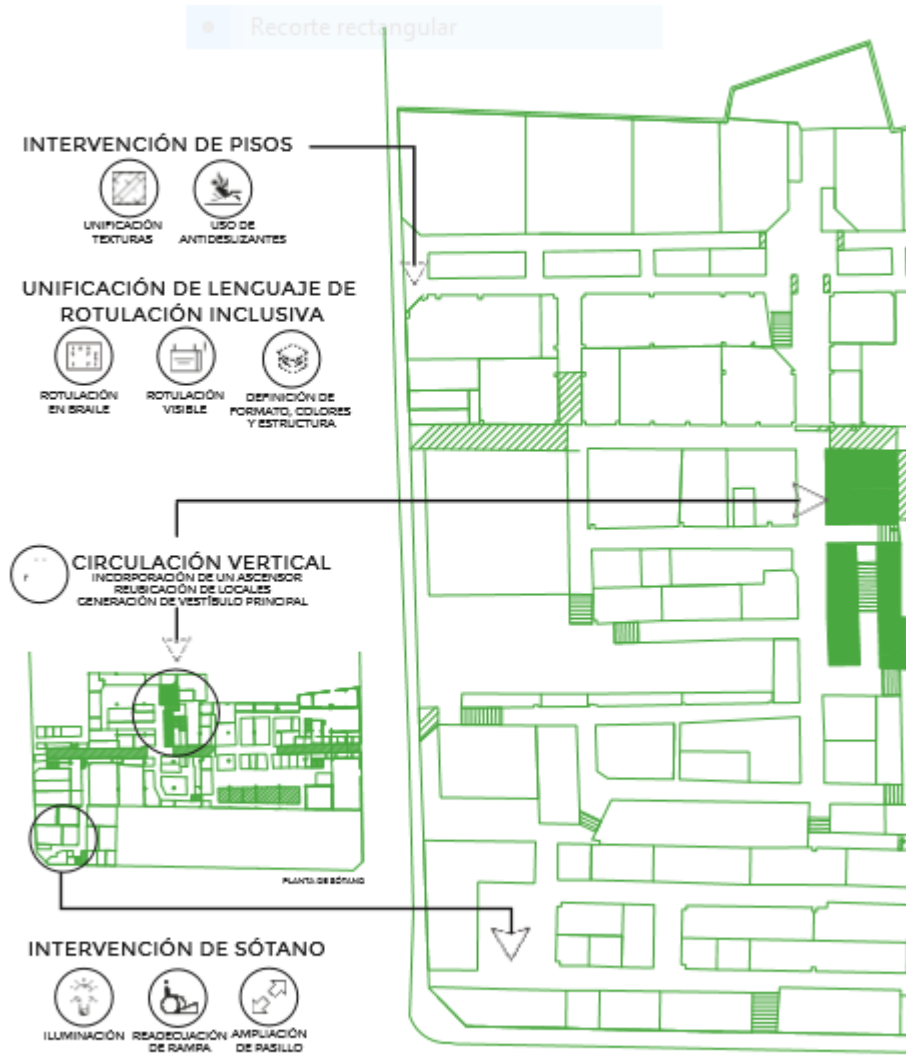 Recorte rectangular
INTERVENCIÓN DE PISOS
UNIFICACIÓN
TEXTURAS
USO DE
ANTIDESLIZANTES
UNIFICACIÓN DE LENGUAJE DE
ROTULACIÓN INCLUSIVA
ROTULACIÓN
EN BRAILE
ROTULACIÓN
VISIBLE
DEFINICIÓN DE
FORMATO, COLORES
Y ESTRUCTURA
CIRCULACIÓN VERTICAL
INCORPORACIÓN DE UN ASCENSOR
REUBICACIÓN DE LOCALES
GENERACIÓN DE VESTÍBULO PRINCIPAL
PLANTA DE SÓTANO
INTERVENCIÓN DE SÓTANO
ILUMINACIÓN
READECUACIÓN
DE RAMPA
AMPLIACIÓN
DE PASILLO